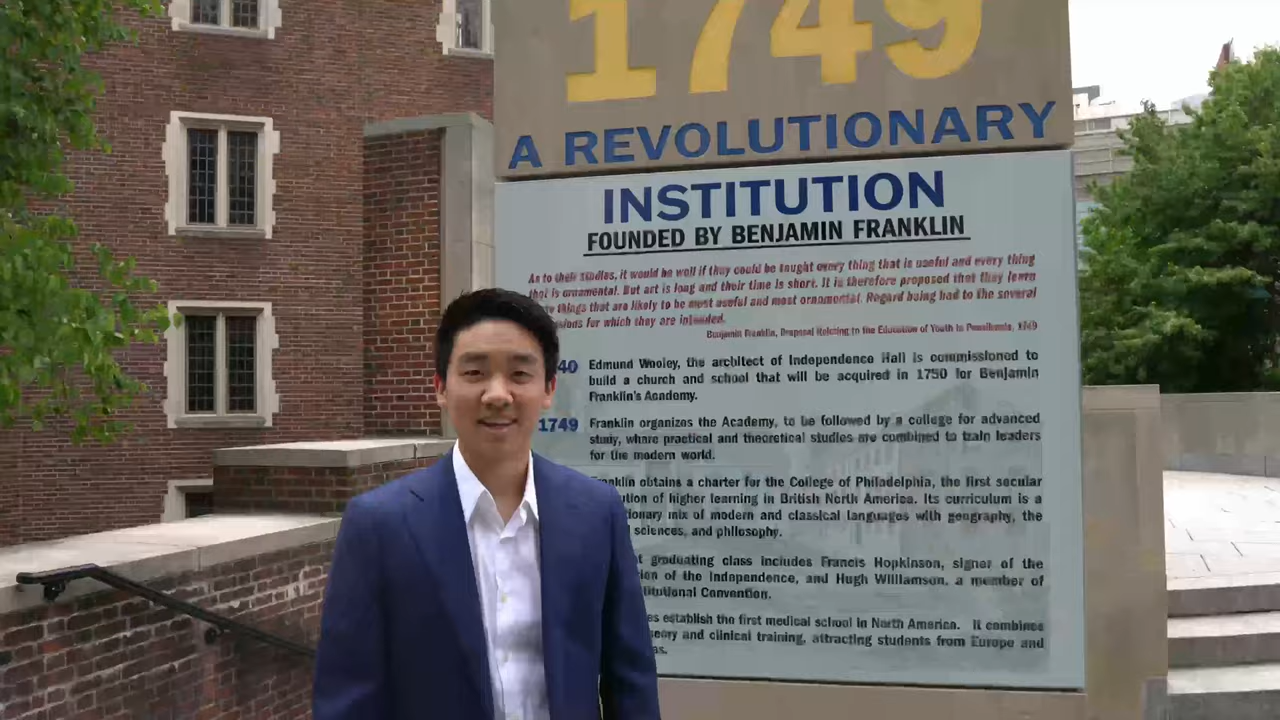 1749
A REVOLUTIONARY
INSTITUTION
FOUNDED BY BENJAMIN FRANKLIN
As to their studies, it would be well if they could be taught every thing that is useful and every thing
that is ornamental. But art is long and their time is short. It is therefore proposed that they learn
things that are likely to be most useful and most ornamental. Regard being had to the several
for which they are intended.
Benjamin Franklin, Proposal Relating to the Education of Youth in Pensilvania, 1749
40 Edmund Wooley, the architect of Independence Hall is commissioned to
build a church and school that will be acquired in 1750 for Benjamin
Franklin's Academy.
1749 Franklin organizes the Academy, to be followed by a college for advanced
study, where practical and theoretical studies are combined to train leaders
for the modern world.
nklin obtains a charter for the College of Philadelphia, the first secular
ution of higher learning in British North America. Its curriculum is a
ionary mix of modern and classical languages with geography, the
sciences, and philosophy.
t graduating class includes Francis Hopkinson, signer of the
ion of the Independence, and Hugh Williamson, a member of
titutional Convention.
es establish the first medical school in North America. It combines
eory and clinical training, attracting students from Europe and
as.